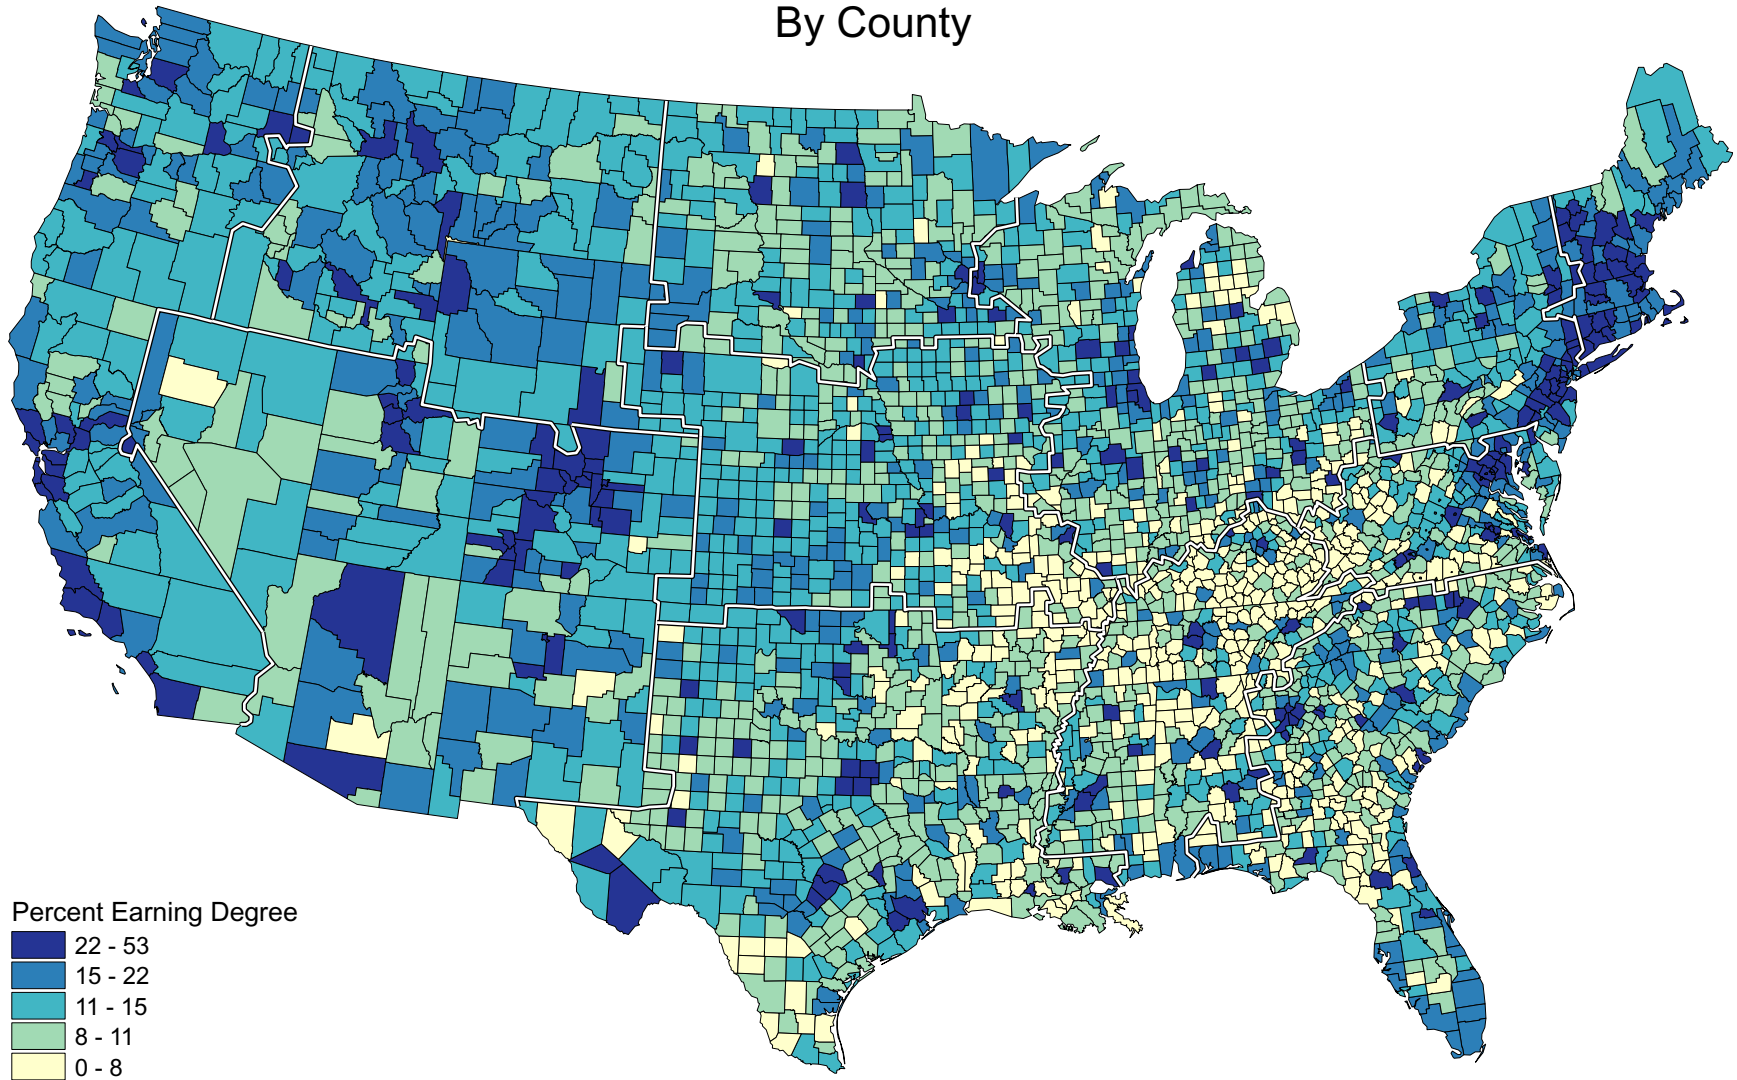 By County
Percent Earning Degree
22 - 53
15 - 22
11 - 15
8 - 11
0 - 8